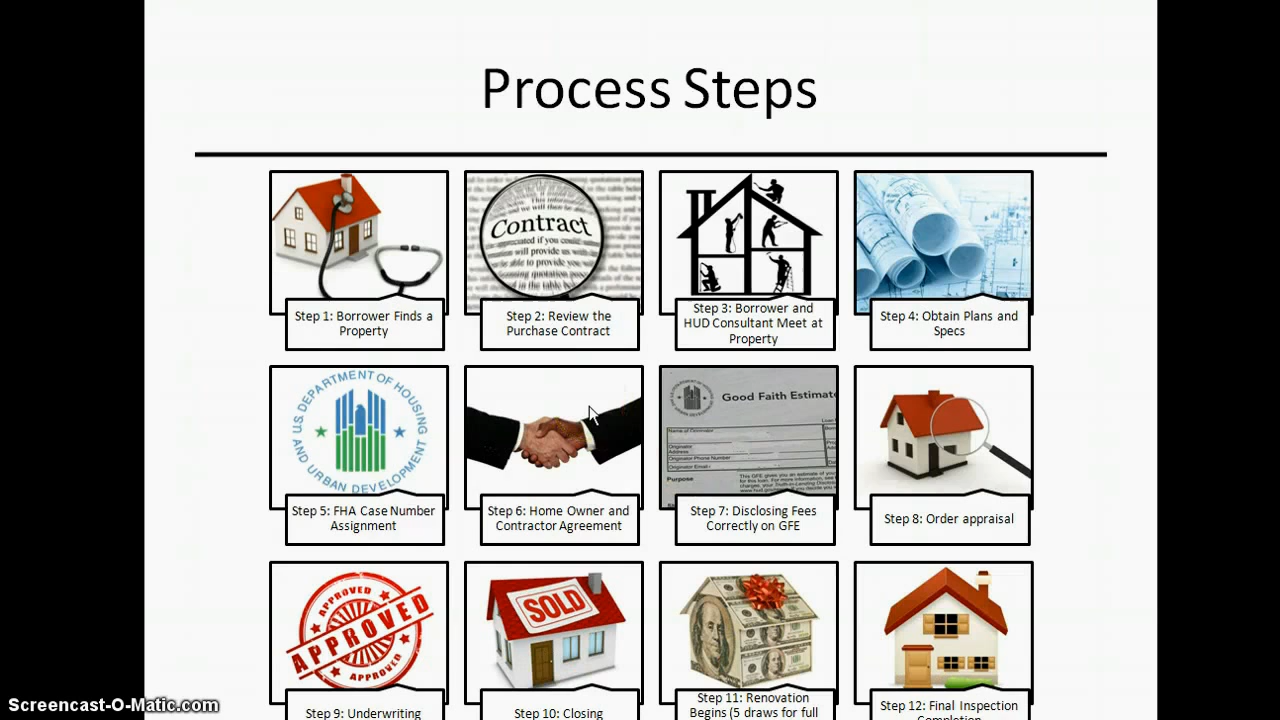 Process Steps
Contract
Step 1: Borrower Finds a
Property
Step 2: Review the
Purchase Contract
Step 3: Borrower and
HUD Consultant Meet at
Property
Step 4: Obtain Plans and
Specs
U.S. DEPARTMENT OF HOUSING
AND URBAN DEVELOPMENT
Good Faith Estimate
Purpose
Step 5: FHA Case Number
Assignment
Step 6: Home Owner and
Contractor Agreement
Step 7: Disclosing Fees
Correctly on GFE
Step 8: Order appraisal
APPROVED
APPROVED
APPROVED
SOLD
Step 9: Underwriting
Step 10: Closing
Step 11: Renovation
Begins (5 draws for full
Step 12: Final Inspection
Completion
Screencast-O-Matic.com